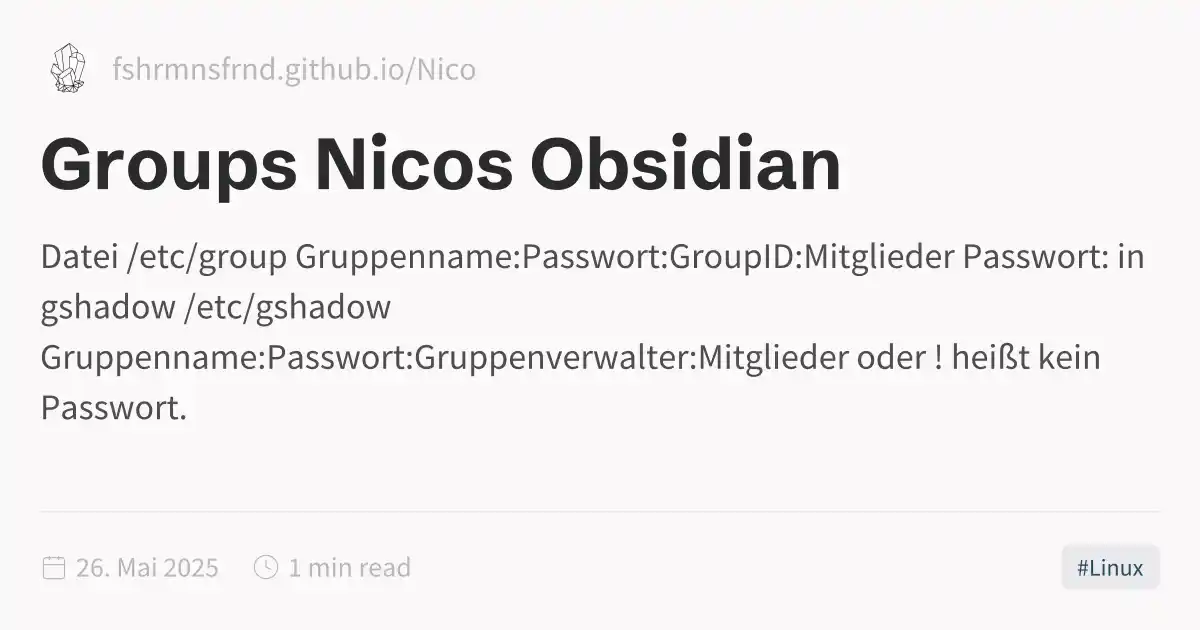 fshrmnsfrnd.github.io/Nico
Groups Nicos Obsidian
Datei /etc/group Gruppenname:Passwort:GroupID:Mitglieder Passwort: in
gshadow /etc/gshadow
Gruppenname:Passwort:Gruppenverwalter:Mitglieder oder ! heißt kein
Passwort.
26. Mai 2025
1 min read
#Linux